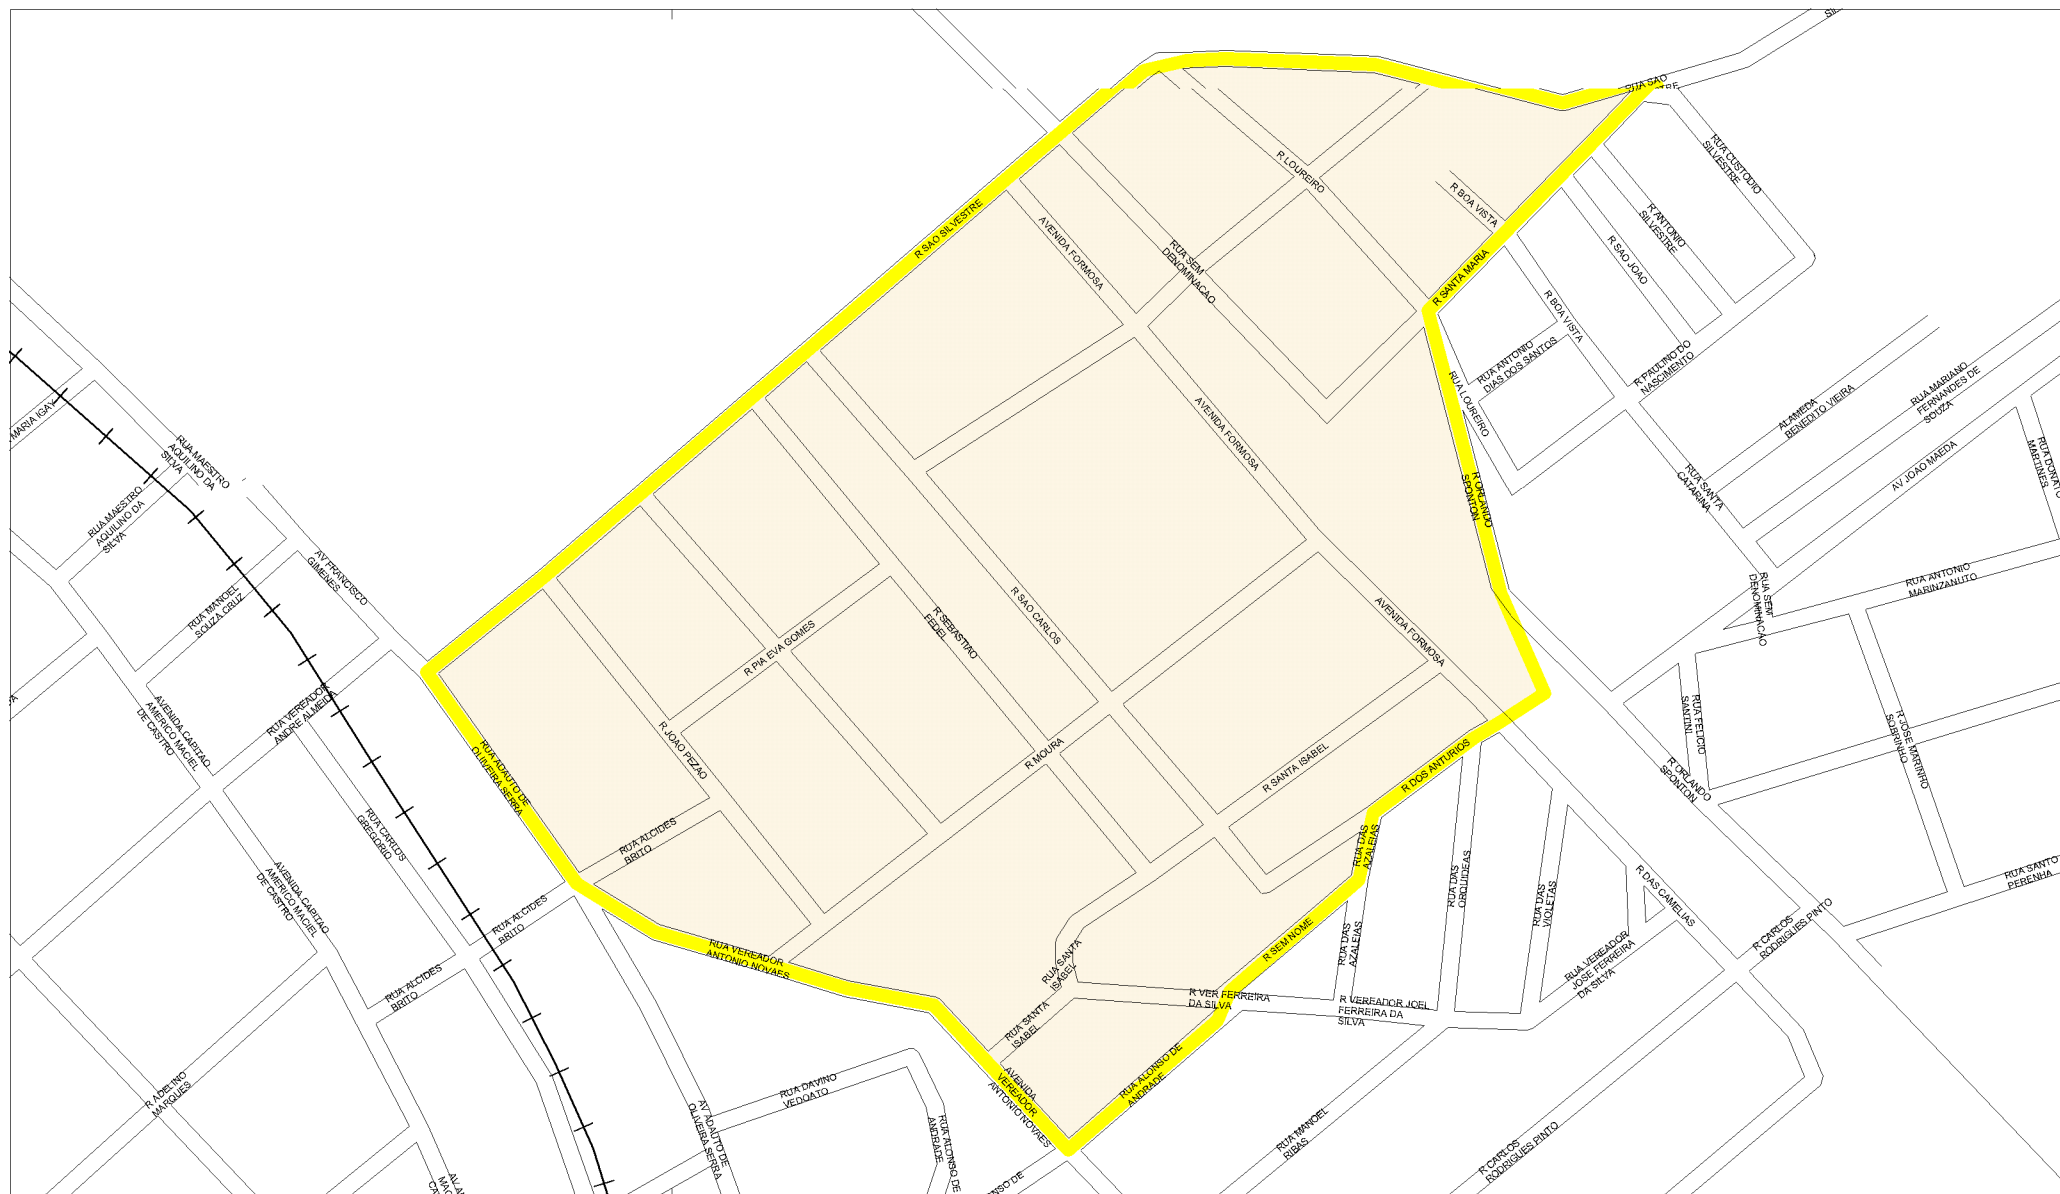 RUA SAO
R LOUREIRO
R BOA VISTA
RUA CUSTODIO
SILVESTRE
R ANTONIO
SILVESTRE
R SAO JOAO
R SAO SILVESTRE
AVENIDA FORMOSA
RUA SEM
DENOMINACAO
R SANTA MARIA
R BOA VISTA
RUA ANTONIO
DIAS DOS SANTOS
R PAULINO DO
NASCIMENTO
RUA LOUREIRO
ALAMEDA
BENEDITO VIEIRA
RUA MARIANO
FERNANDES DE
SOUZA
AV JOAO MAEDA
RUA DONATO
MARTINES
RUA SANTA
CATARINA
MARIA IGAY
RUA MAESTRO
AQUILINO DA
SILVA
RUA MAESTRO
AQUILINO DA
SILVA
AVENIDA FORMOSA
R ORLANDO
SPONTON
AV FRANCISCO
GIMENES
RUA MANOEL
SOUZA CRUZ
R SAO CARLOS
R SEBASTIAO
FEDEL
R PIA EVA GOMES
AVENIDA FORMOSA
RUA SEM
DENOMINACAO
RUA ANTONIO
MARINZANUTO
RUA VEREADOR
ANDRE ALMEIDA
AVENIDA CAPITAO
AMERICO MACIEL
DE CASTRO
RUA ADAUTO DE
OLIVEIRA SERRA
R JOAO PEZAO
R MOURA
R SANTA ISABEL
R DOS ANTURIOS
RUA FELICIO
SANTINI
R JOSE MARINHO
SOBRINHO
R ORLANDO
SPONTON
RUA CARLOS
GREGORIO
RUA ALCIDES
BRITO
RUA DAS
AZALEIAS
RUA DAS
ORQUIDEAS
RUA DAS
VIOLETAS
R DAS CAMELIAS
RUA SANTO
PERENHA
AVENIDA CAPITAO
AMERICO MACIEL
DE CASTRO
RUA ALCIDES
BRITO
RUA VEREADOR
ANTONIO NOVAES
R SEM NOME
RUA DAS
AZALEIAS
R CARLOS
RODRIGUES PINTO
RUA VEREADOR
JOSE FERREIRA
DA SILVA
RUA ALCIDES
BRITO
RUA SANTA
ISABEL
R VER FERREIRA
DA SILVA
R VEREADOR JOEL
FERREIRA DA
SILVA
RUA SANTA
ISABEL
RUA ALONSO DE
ANDRADE
AVENIDA
VEREADOR
ANTONIO NOVAES
R ADELINO
MARQUES
RUA DAVINO
VEDOATO
AV ADAUTO DE
OLIVEIRA SERRA
RUA ALONSO DE
ANDRADE
RUA MANOEL
RIBAS
R CARLOS
RODRIGUES PINTO